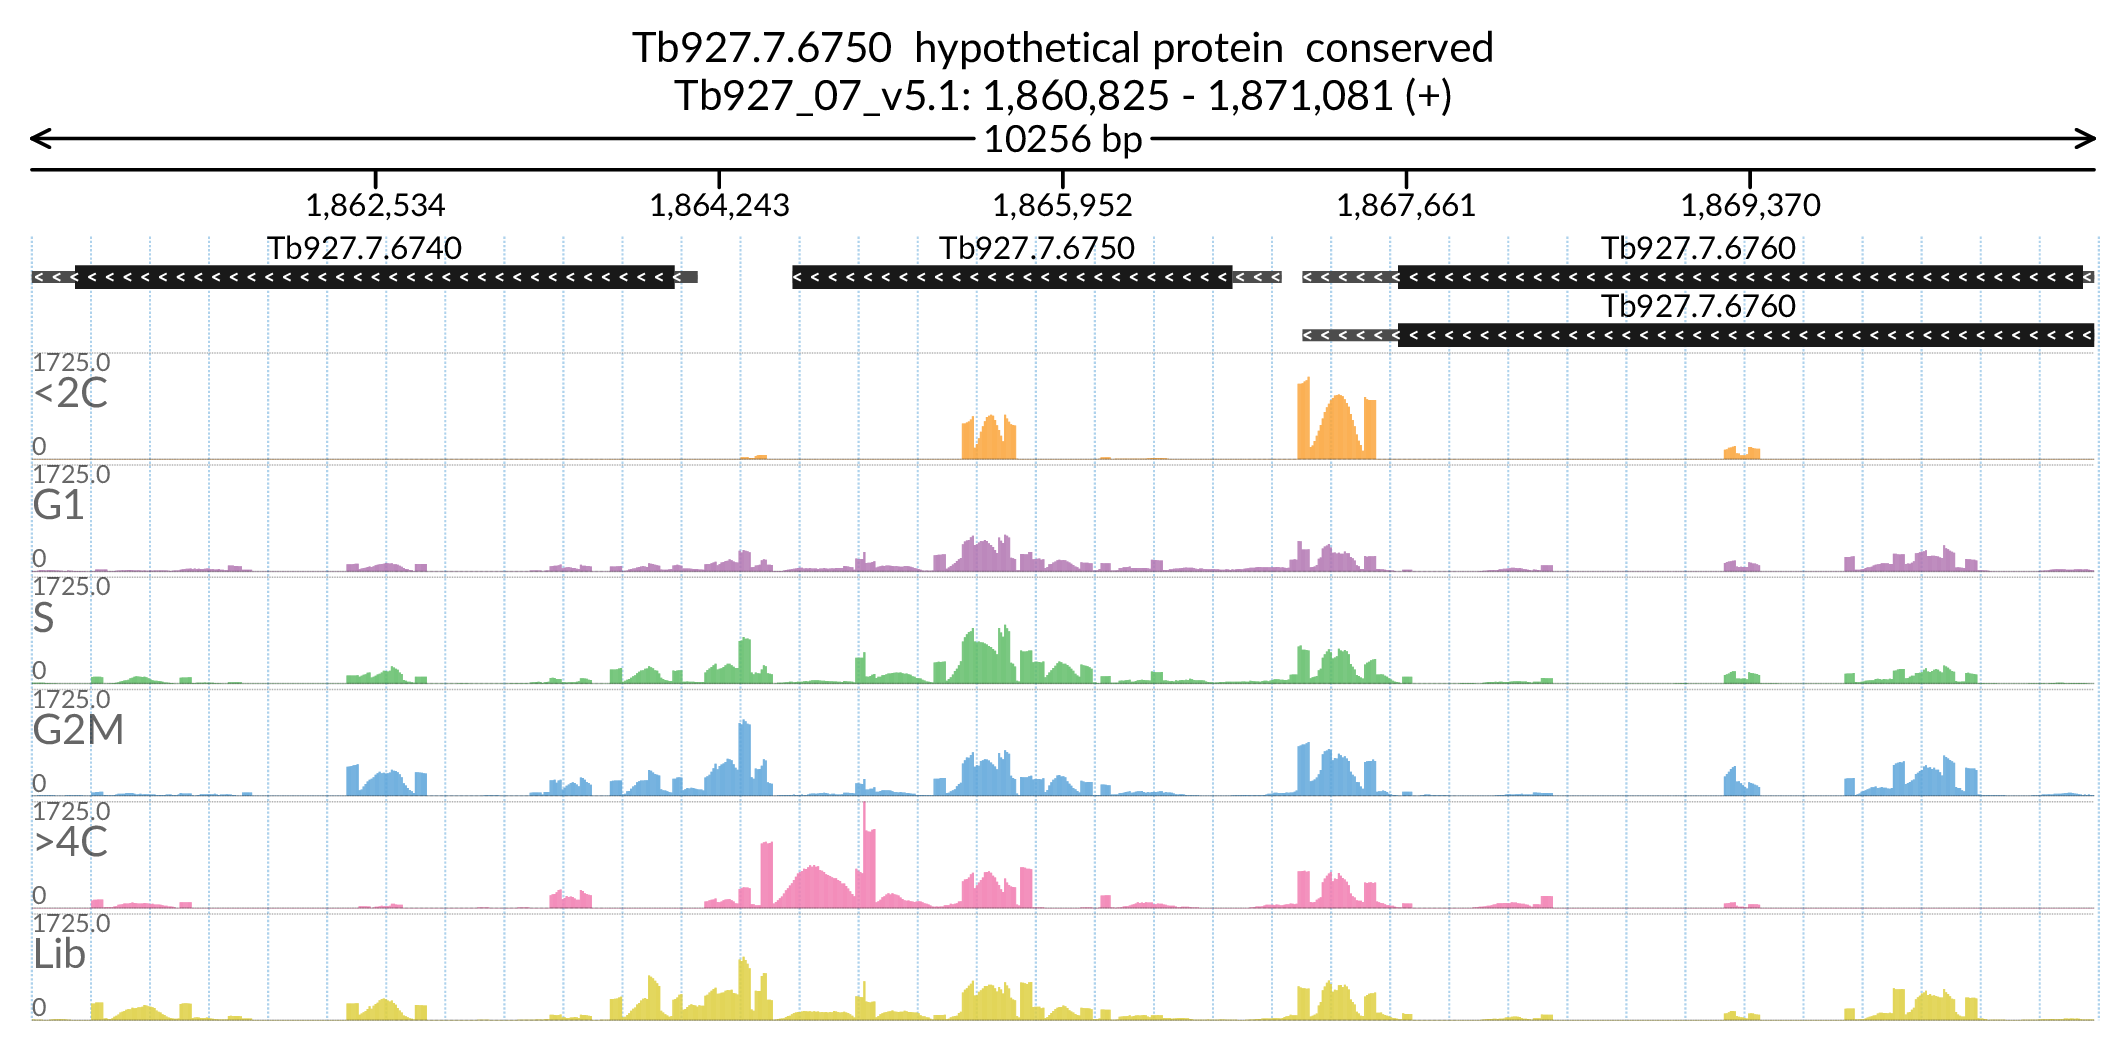 Tb927.7.6750  hypothetical protein  conserved
Tb927_07_v5.1: 1,860,825 - 1,871,081 (+)
10256 bp
1,862,534 1,864,243 1,865,952 1,867,661 1,869,370
Tb927.7.6740 Tb927.7.6750 Tb927.7.6760
Tb927.7.6760
1725.0
<2C
0
1725.0
G1
0
1725.0
S
0
1725.0
G2M
0
1725.0
>4C
0
1725.0
Lib
0